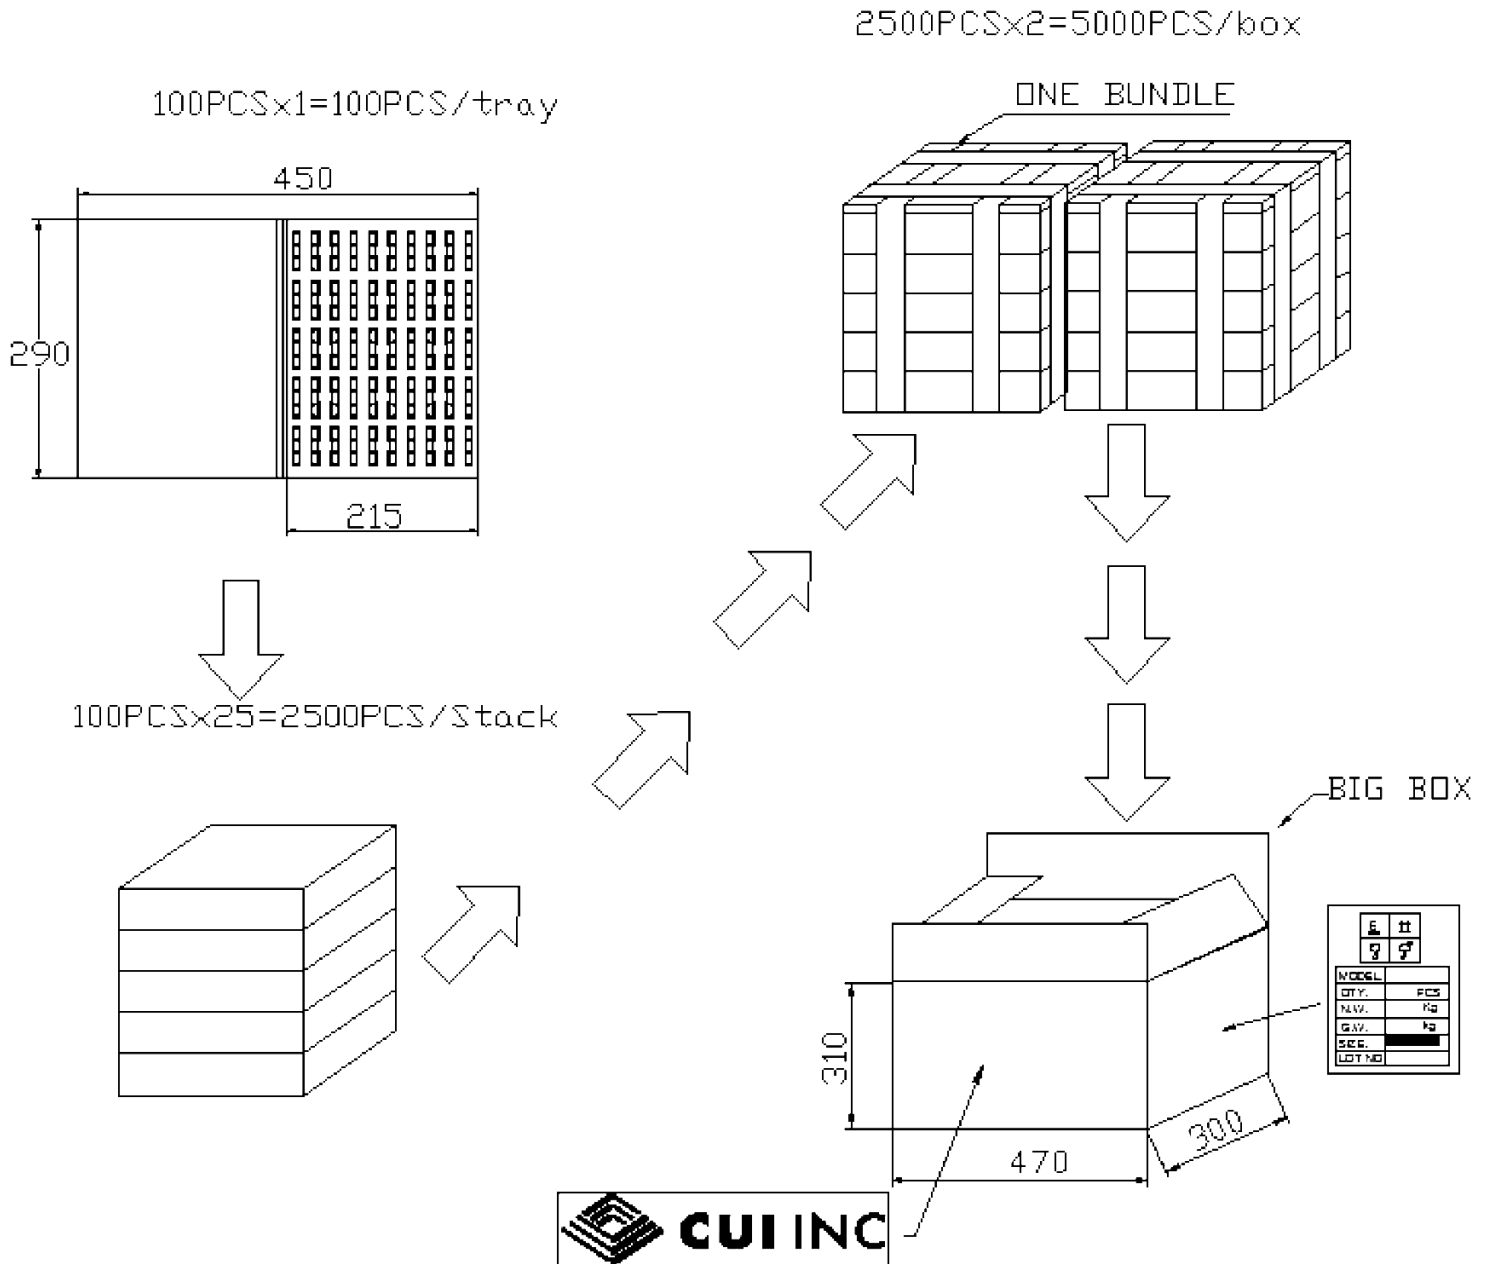 2500PCSx2=5000PCS/box
100PCSx1=100PCS/tray
ONE BUNDLE
450
290
215
100PCSx25=2500PCS/Stack
BIG BOX
MODEL
QTY. PCS
N.W. Kg
G.W. kg
SIZE.
LOT NO
310
300
470
CUI INC